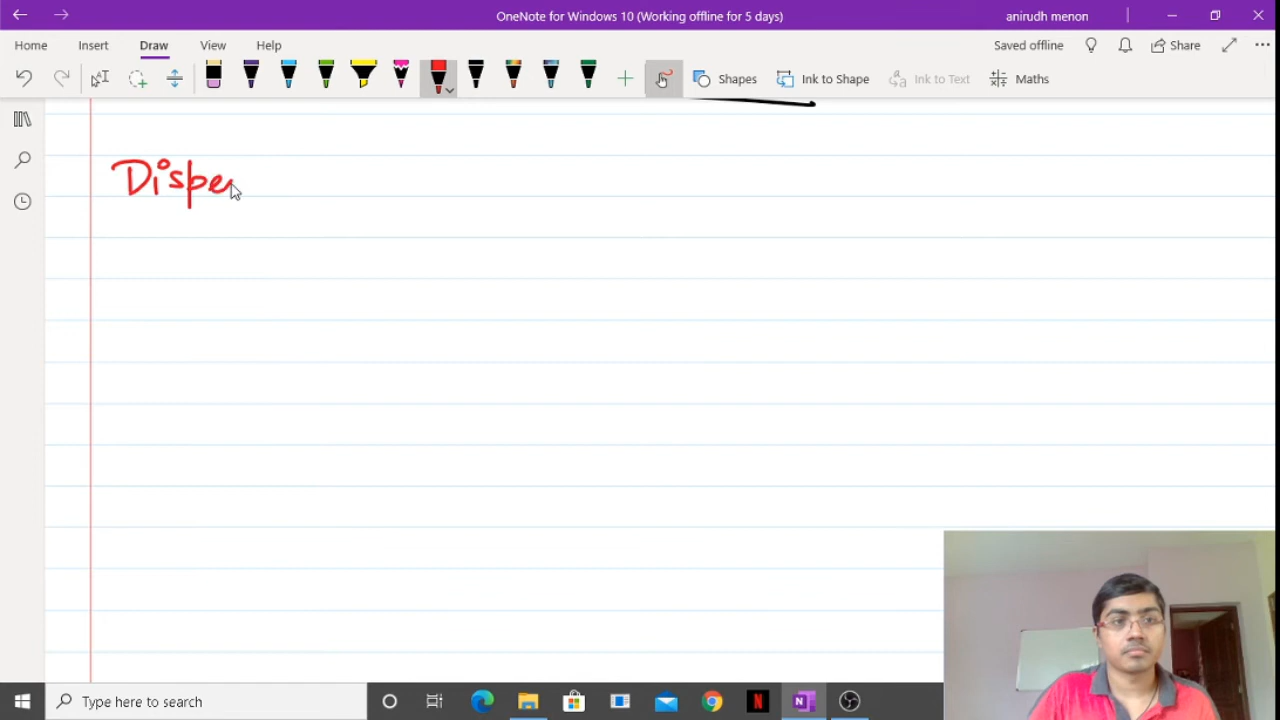 OneNote for Windows 10 (Working offline for 5 days)
anirudh menon
Home Insert Draw View Help
Saved offline
Share
Shapes
Ink to Shape
Ink to Text
Maths
Dispe
Type here to search
N
N